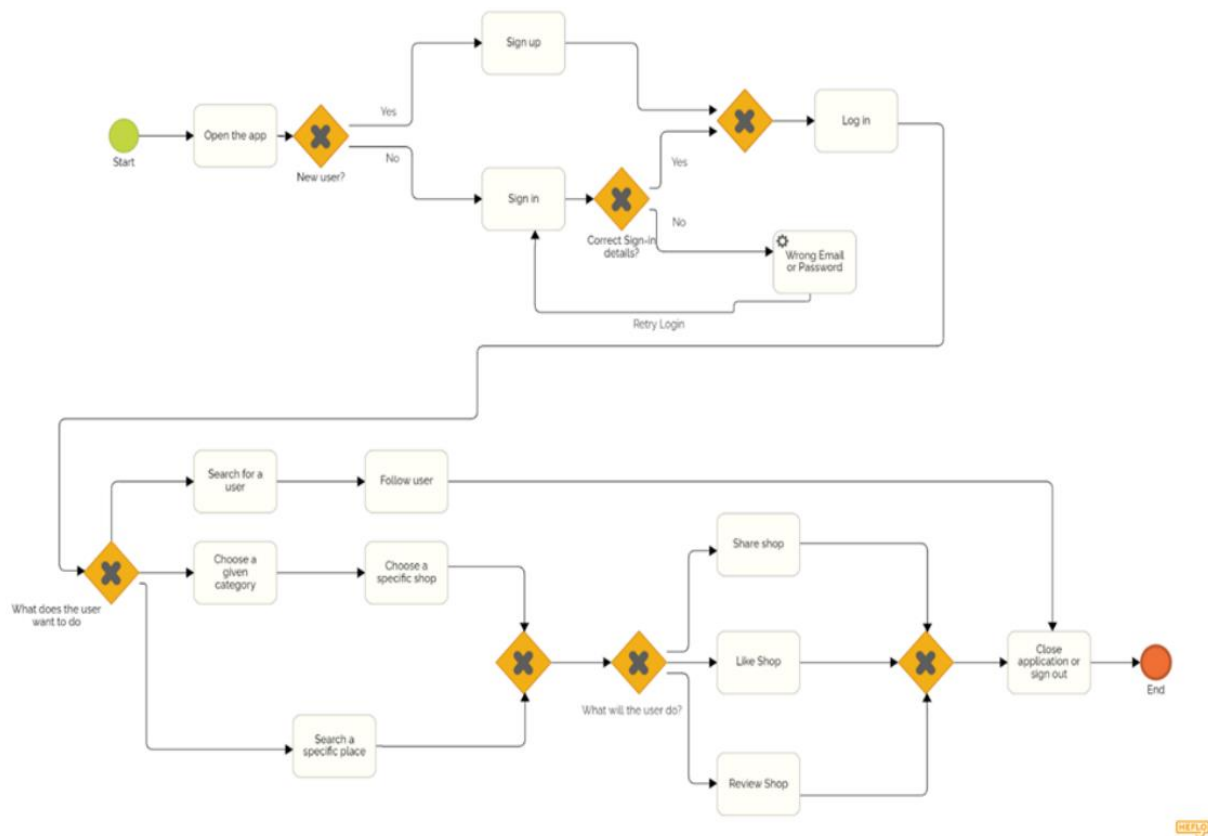 Sign up
Yes
Open the app
Log in
Start
No
New user?
Yes
Sign in
No
Correct Sign-in
details?
Wrong Email
or Password
Retry Login
Search for a
user
Follow user
Share shop
Choose a
given
category
Choose a
specific shop
What does the user
want to do
Like Shop
Close
application or
sign out
End
What will the user do?
Search a
specific place
Review Shop
HEFLO